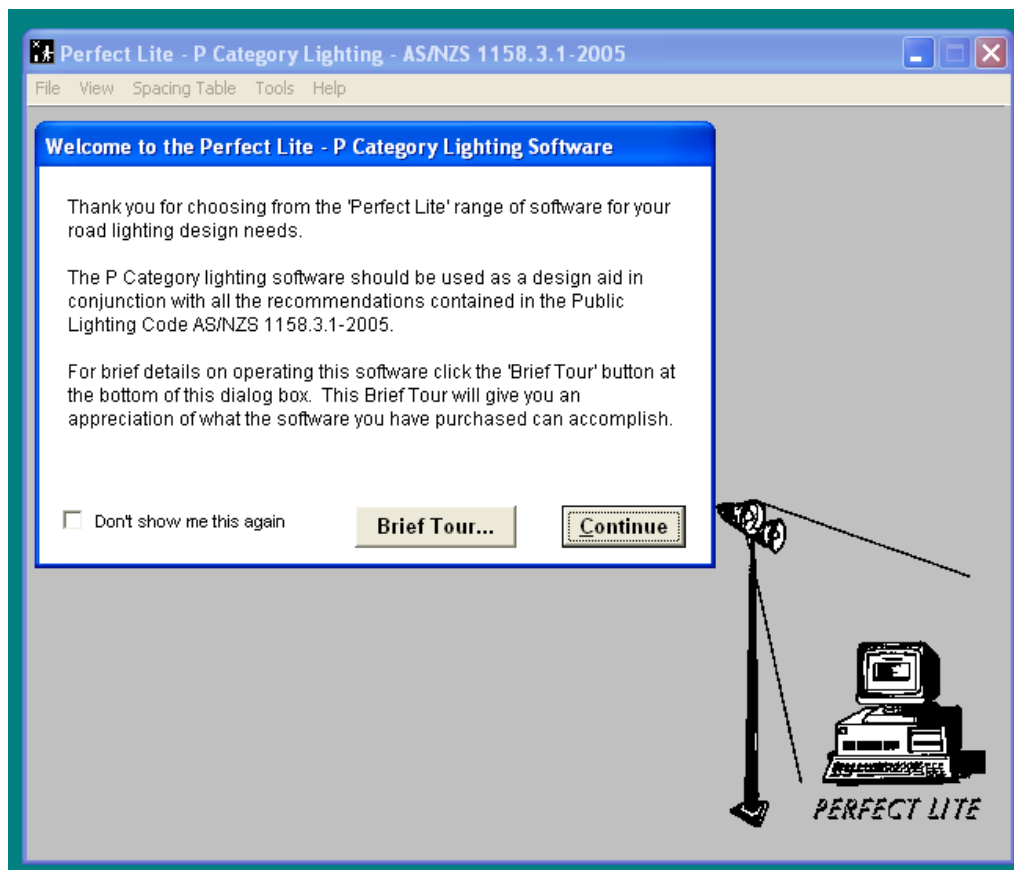 Perfect Lite - P Category Lighting - AS/NZS 1158.3.1-2005
File View Spacing Table Tools Help
Welcome to the Perfect Lite - P Category Lighting Software
Thank you for choosing from the 'Perfect Lite' range of software for your
road lighting design needs.
The P Category lighting software should be used as a design aid in
conjunction with all the recommendations contained in the Public
Lighting Code AS/NZS 1158.3.1-2005.
For brief details on operating this software click the 'Brief Tour' button at
the bottom of this dialog box. This Brief Tour will give you an
appreciation of what the software you have purchased can accomplish.
Don't show me this again
Brief Tour...
Continue
PERFECT LITE